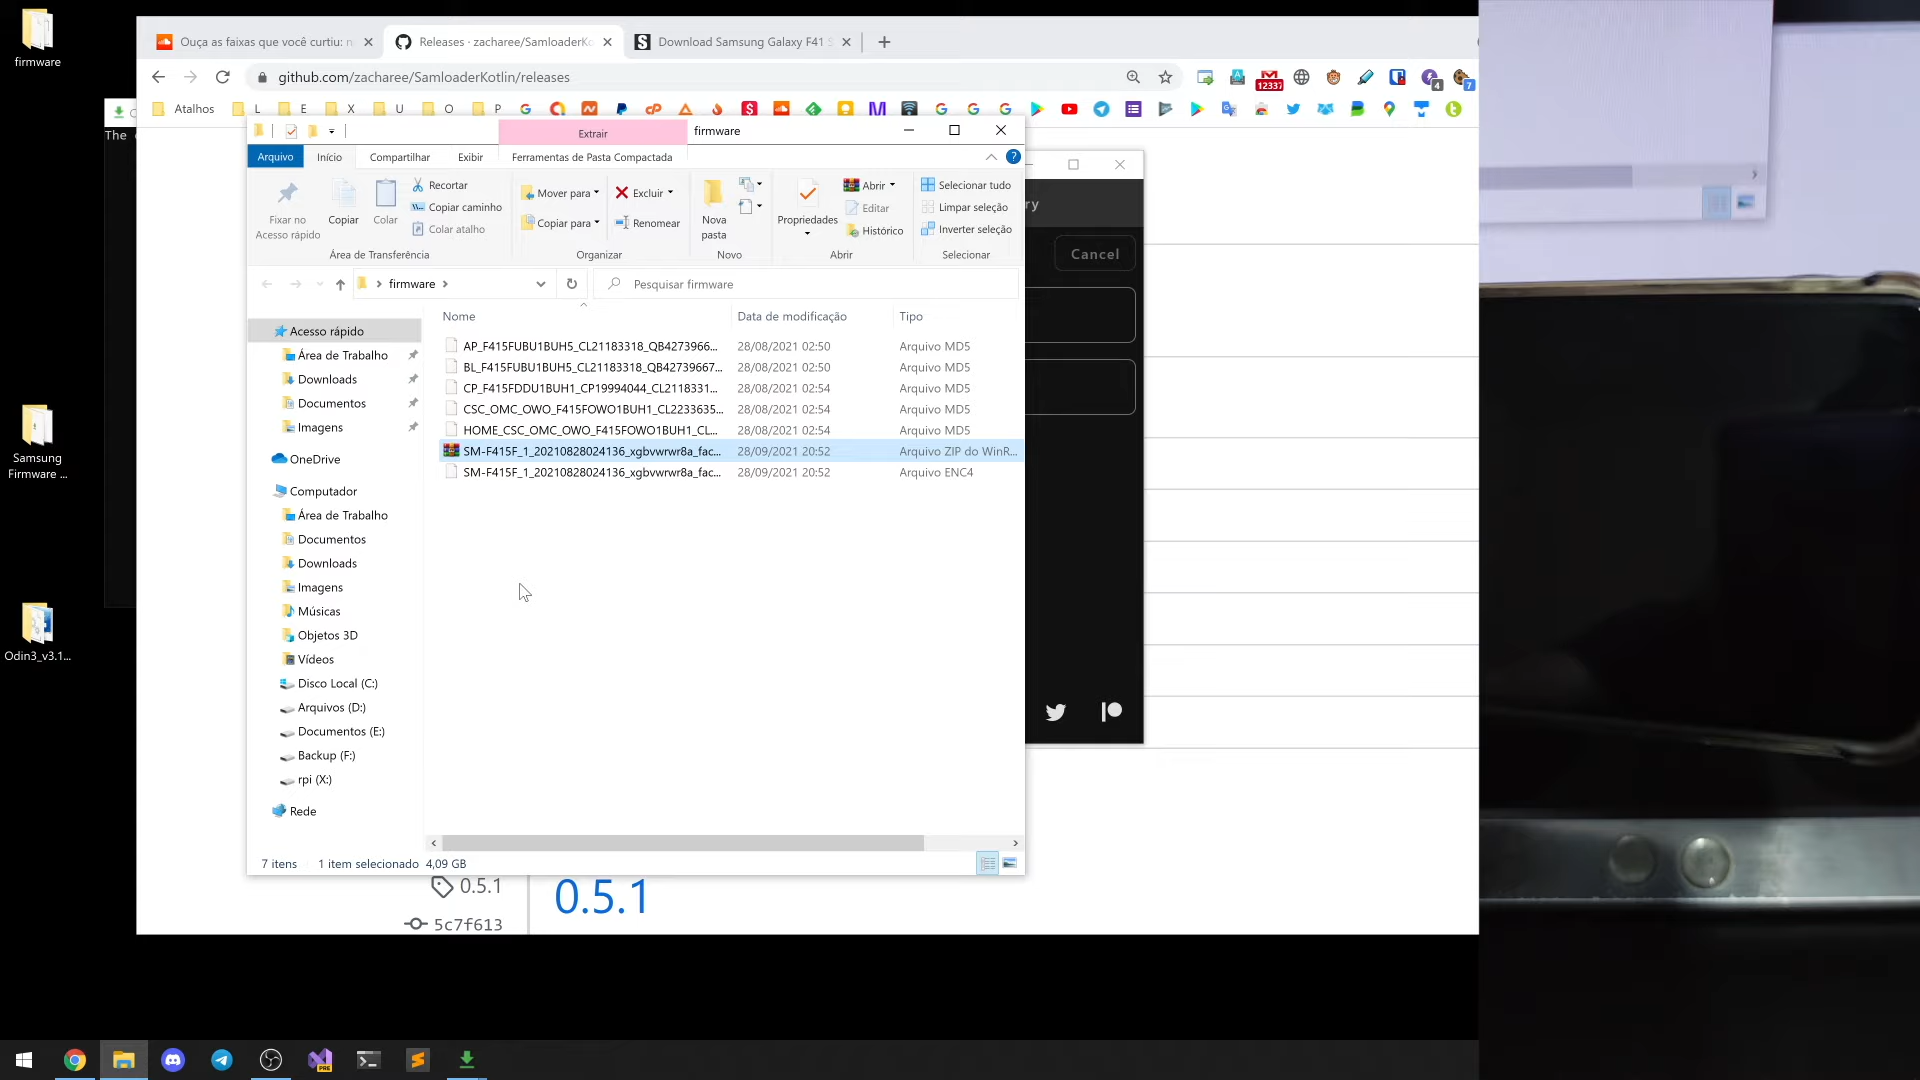 firmware
Samsung
Firmware ...
Odin3_v3.1...
Ouça as faixas que você curtiu: n
Releases · zacharee/SamloaderKo
Download Samsung Galaxy F41 S
github.com/zacharee/SamloaderKotlin/releases
12337
4
7
Atalhos
L
E
X
U
O
P
The
Extrair
firmware
Arquivo
Início
Compartilhar
Exibir
Ferramentas de Pasta Compactada
Fixar no
Acesso rápido
Copiar
Colar
Recortar
Copiar caminho
Colar atalho
Área de Transferência
Mover para
Copiar para
Excluir
Renomear
Organizar
Nova
pasta
Novo
Propriedades
Abrir
Editar
Histórico
Abrir
Selecionar tudo
Limpar seleção
Inverter seleção
Selecionar
firmware
Pesquisar firmware
Nome
Data de modificação
Tipo
AP_F415FUBU1BUH5_CL21183318_QB4273966... 28/08/2021 02:50 Arquivo MD5
BL_F415FUBU1BUH5_CL21183318_QB42739667... 28/08/2021 02:50 Arquivo MD5
CP_F415FDDU1BUH1_CP19994044_CL2118331... 28/08/2021 02:54 Arquivo MD5
CSC_OMC_OWO_F415FOWO1BUH1_CL2233635... 28/08/2021 02:54 Arquivo MD5
HOME_CSC_OMC_OWO_F415FOWO1BUH1_CL... 28/08/2021 02:54 Arquivo MD5
SM-F415F_1_20210828024136_xgbvwrwr8a_fac... 28/09/2021 20:52 Arquivo ZIP do WinR...
SM-F415F_1_20210828024136_xgbvwrwr8a_fac... 28/09/2021 20:52 Arquivo ENC4
Acesso rápido
Área de Trabalho
Downloads
Documentos
Imagens
OneDrive
Computador
Área de Trabalho
Documentos
Downloads
Imagens
Músicas
Objetos 3D
Vídeos
Disco Local (C:)
Arquivos (D:)
Documentos (E:)
Backup (F:)
rpi (X:)
Rede
7 itens
1 item selecionado 4,09 GB
ry
Cancel
0.5.1
5c7f613
0.5.1
PRE